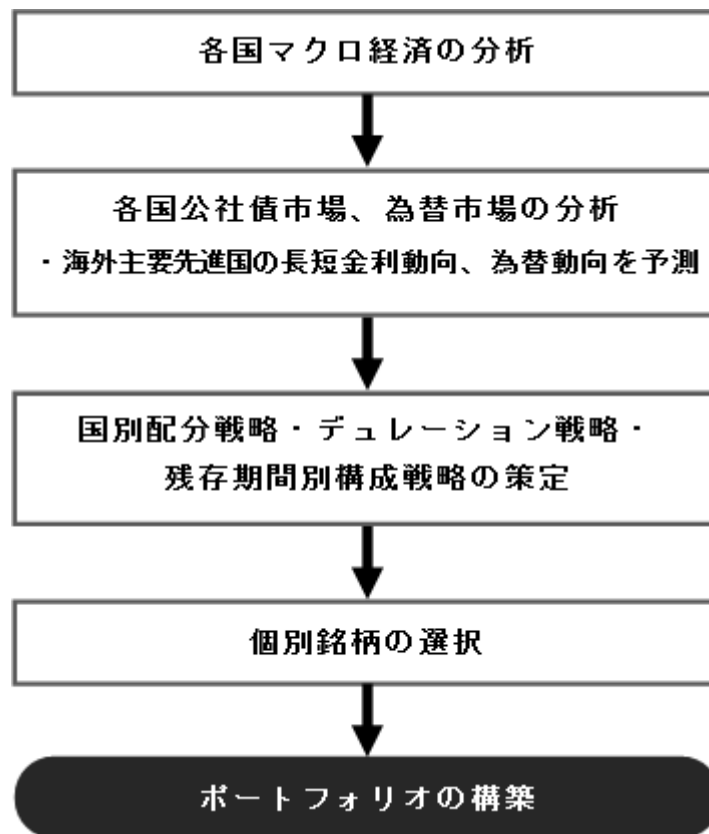 各国マクロ経済の分析
各国公社債市場、為替市場の分析
・海外主要先進国の長短金利動向、為替動向を予測
国別配分戦略・デュレーション戦略・
残存期間別構成戦略の策定
個別銘柄の選択
ポートフォリオの構築